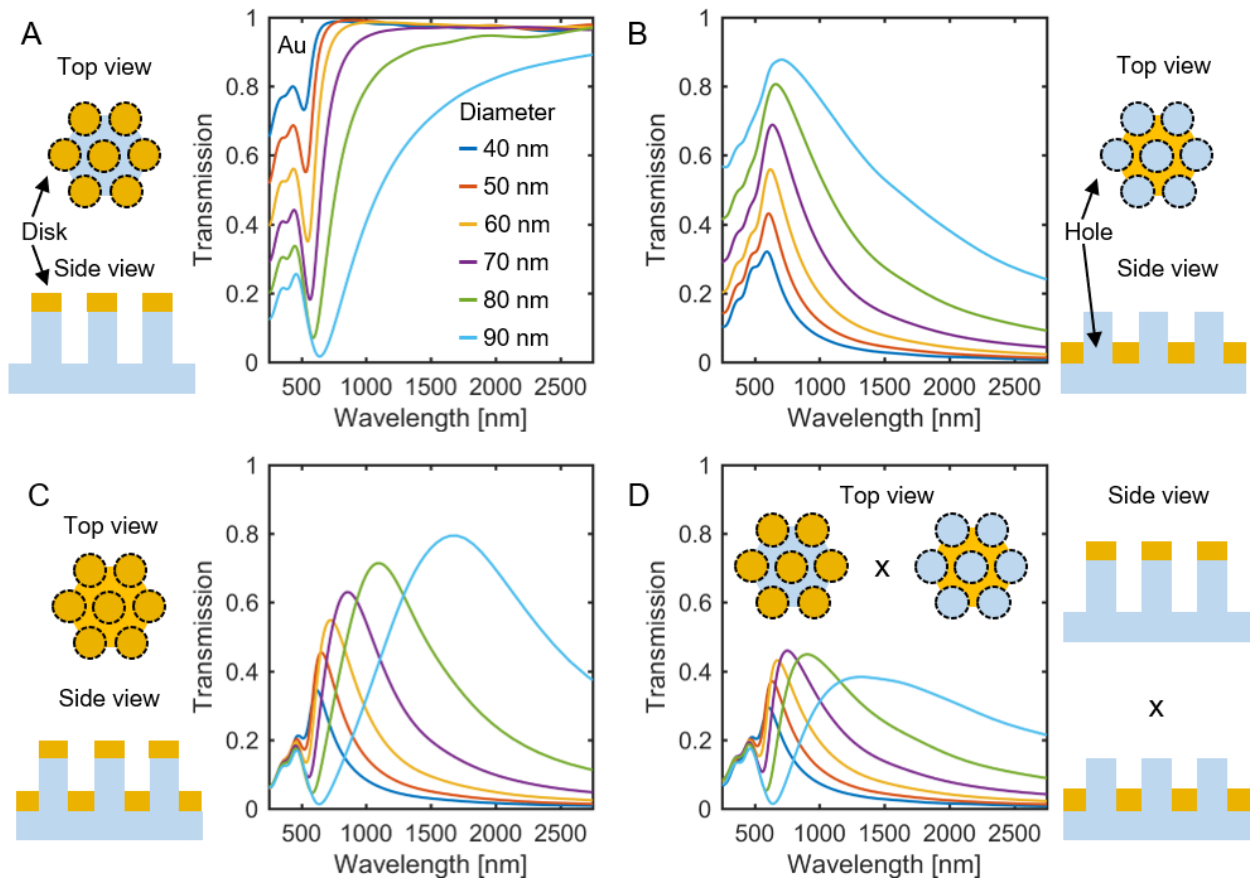 A
Top view
Disk
Side view
Transmission
1
0.8
0.6
0.4
0.2
0
Au
Diameter
40 nm
50 nm
60 nm
70 nm
80 nm
90 nm
500 1000 1500 2000 2500
Wavelength [nm]
B
Transmission
1
0.8
0.6
0.4
0.2
0
500 1000 1500 2000 2500
Wavelength [nm]
Top view
Hole
Side view
C
Top view
Side view
Transmission
1
0.8
0.6
0.4
0.2
0
500 1000 1500 2000 2500
Wavelength [nm]
D
Transmission
1
0.8
0.6
0.4
0.2
0
Top view
x
500 1000 1500 2000 2500
Wavelength [nm]
Side view
x